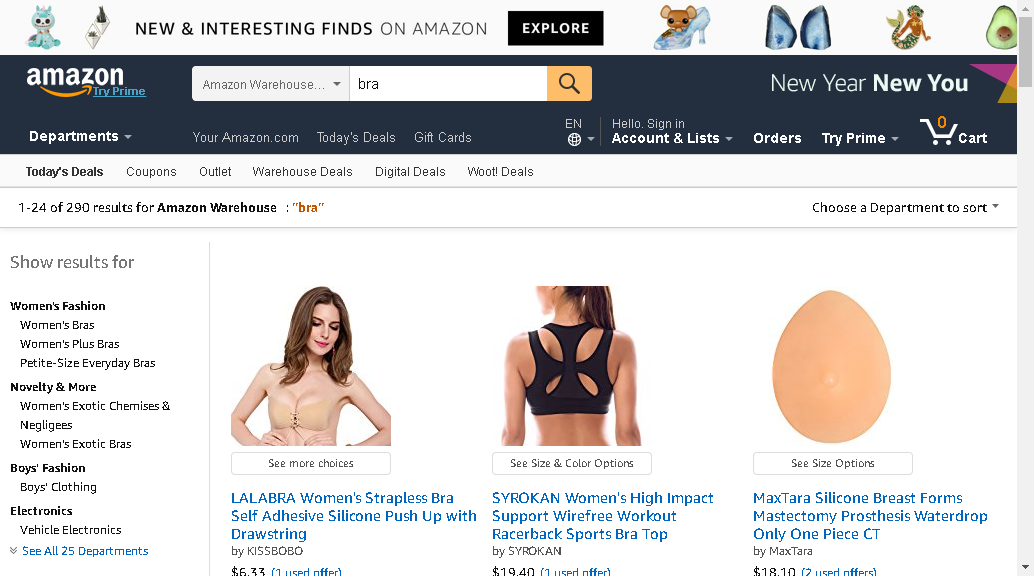 NEW & INTERESTING FINDS ON AMAZON EXPLORE
amazon
Try Prime
Amazon Warehouse... bra
New Year New You
Departments
Your Amazon.com Today's Deals Gift Cards
EN
Hello. Sign in
Account & Lists
Orders
Try Prime
0
Cart
Today's Deals Coupons Outlet Warehouse Deals Digital Deals Woot! Deals
1-24 of 290 results for Amazon Warehouse : "bra"
Choose a Department to sort
Show results for
Women's Fashion
Women's Bras
Women's Plus Bras
Petite-Size Everyday Bras
Novelty & More
Women's Exotic Chemises &
Negligees
Women's Exotic Bras
Boys' Fashion
Boys' Clothing
Electronics
Vehicle Electronics
See All 25 Departments
See more choices
LALABRA Women's Strapless Bra
Self Adhesive Silicone Push Up with
Drawstring
by KISSBOBO
$6.33 (1 used offer)
See Size & Color Options
SYROKAN Women's High Impact
Support Wirefree Workout
Racerback Sports Bra Top
by SYROKAN
$19.40 (1 used offer)
See Size Options
MaxTara Silicone Breast Forms
Mastectomy Prosthesis Waterdrop
Only One Piece CT
by MaxTara
$18.10 (2 used offers)